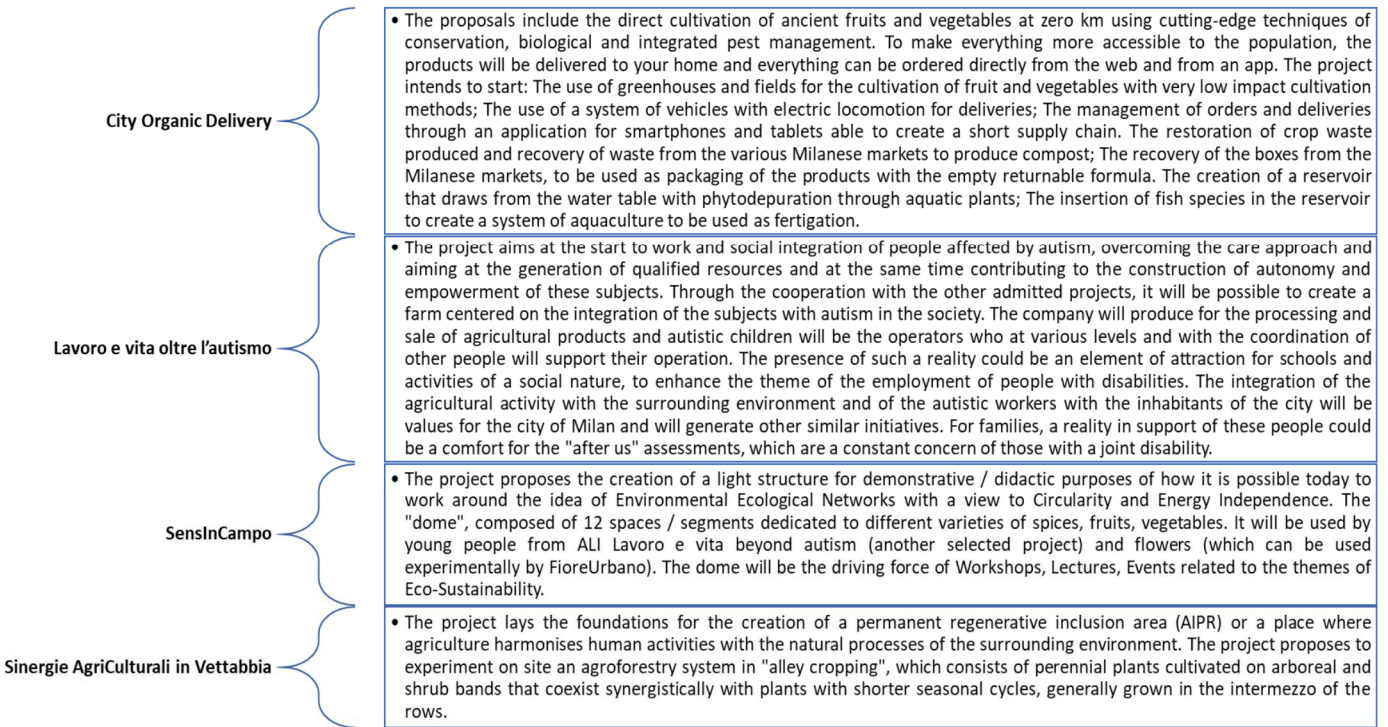 City Organic Delivery
• The proposals include the direct cultivation of ancient fruits and vegetables at zero km using cutting-edge techniques of
conservation, biological and integrated pest management. To make everything more accessible to the population, the
products will be delivered to your home and everything can be ordered directly from the web and from an app. The project
intends to start: The use of greenhouses and fields for the cultivation of fruit and vegetables with very low impact cultivation
methods; The use of a system of vehicles with electric locomotion for deliveries; The management of orders and deliveries
through an application for smartphones and tablets able to create a short supply chain. The restoration of crop waste
produced and recovery of waste from the various Milanese markets to produce compost; The recovery of the boxes from the
Milanese markets, to be used as packaging of the products with the empty returnable formula. The creation of a reservoir
that draws from the water table with phytodepuration through aquatic plants; The insertion of fish species in the reservoir
to create a system of aquaculture to be used as fertigation.
Lavoro e vita oltre l'autismo
• The project aims at the start to work and social integration of people affected by autism, overcoming the care approach and
aiming at the generation of qualified resources and at the same time contributing to the construction of autonomy and
empowerment of these subjects. Through the cooperation with the other admitted projects, it will be possible to create a
farm centered on the integration of the subjects with autism in the society. The company will produce for the processing and
sale of agricultural products and autistic children will be the operators who at various levels and with the coordination of
other people will support their operation. The presence of such a reality could be an element of attraction for schools and
activities of a social nature, to enhance the theme of the employment of people with disabilities. The integration of the
agricultural activity with the surrounding environment and of the autistic workers with the inhabitants of the city will be
values for the city of Milan and will generate other similar initiatives. For families, a reality in support of these people could
be a comfort for the "after us" assessments, which are a constant concern of those with a joint disability.
SensInCampo
• The project proposes the creation of a light structure for demonstrative / didactic purposes of how it is possible today to
work around the idea of Environmental Ecological Networks with a view to Circularity and Energy Independence. The
"dome", composed of 12 spaces / segments dedicated to different varieties of spices, fruits, vegetables. It will be used by
young people from ALI Lavoro e vita beyond autism (another selected project) and flowers (which can be used
experimentally by FioreUrbano). The dome will be the driving force of Workshops, Lectures, Events related to the themes of
Eco-Sustainability.
Sinergie AgriCulturali in Vettabbia
• The project lays the foundations for the creation of a permanent regenerative inclusion area (AIPR) or a place where
agriculture harmonises human activities with the natural processes of the surrounding environment. The project proposes to
experiment on site an agroforestry system in "alley cropping", which consists of perennial plants cultivated on arboreal and
shrub bands that coexist synergistically with plants with shorter seasonal cycles, generally grown in the intermezzo of the
rows.